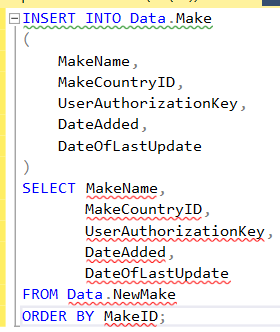 INSERT INTO Data.Make
(
MakeName,
MakeCountryID,
UserAuthorizationKey,
DateAdded,
DateOfLastUpdate
)
SELECT MakeName,
MakeCountryID,
UserAuthorizationKey,
DateAdded,
DateOfLastUpdate
FROM Data.NewMake
ORDER BY MakeID;